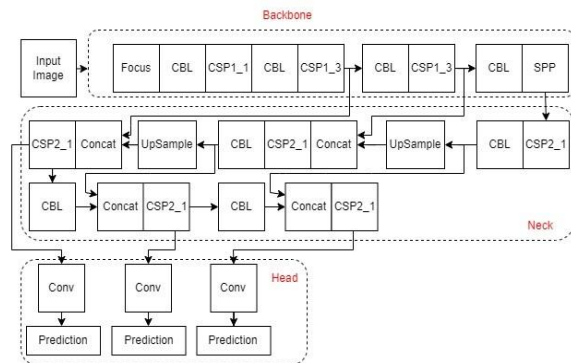 Backbone
Input
Image
Focus CBL CSP1_1 CBL CSP1_3 CBL CSP1_3 CBL SPP
CSP2_1 Concat UpSample CBL CSP2_1 Concat UpSample CBL CSP2_1
CBL Concat CSP2_1 CBL Concat CSP2_1
Neck
Head
Conv Conv Conv
Prediction Prediction Prediction